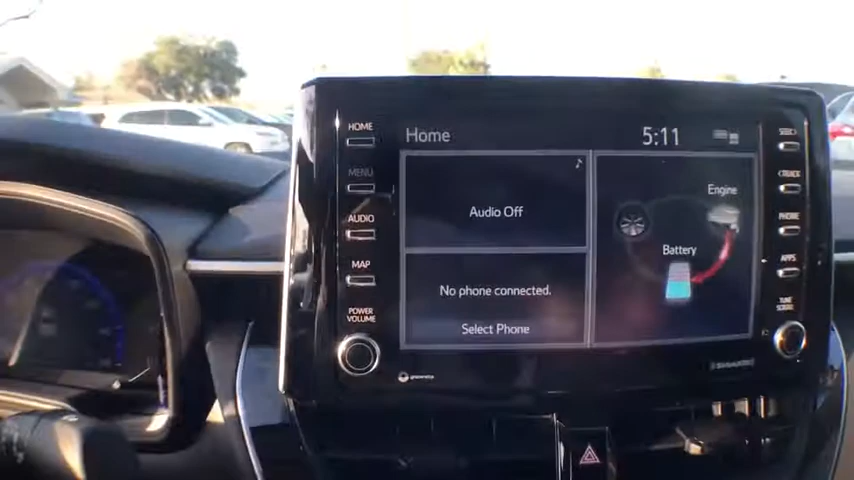 HOME
MENU
AUDIO
MAP
POWER
VOLUME
Home
5:11
Audio Off
No phone connected.
Select Phone
Engine
Battery
SEEK
TRACK
PHONE
APPS
TUNE
SCROLL